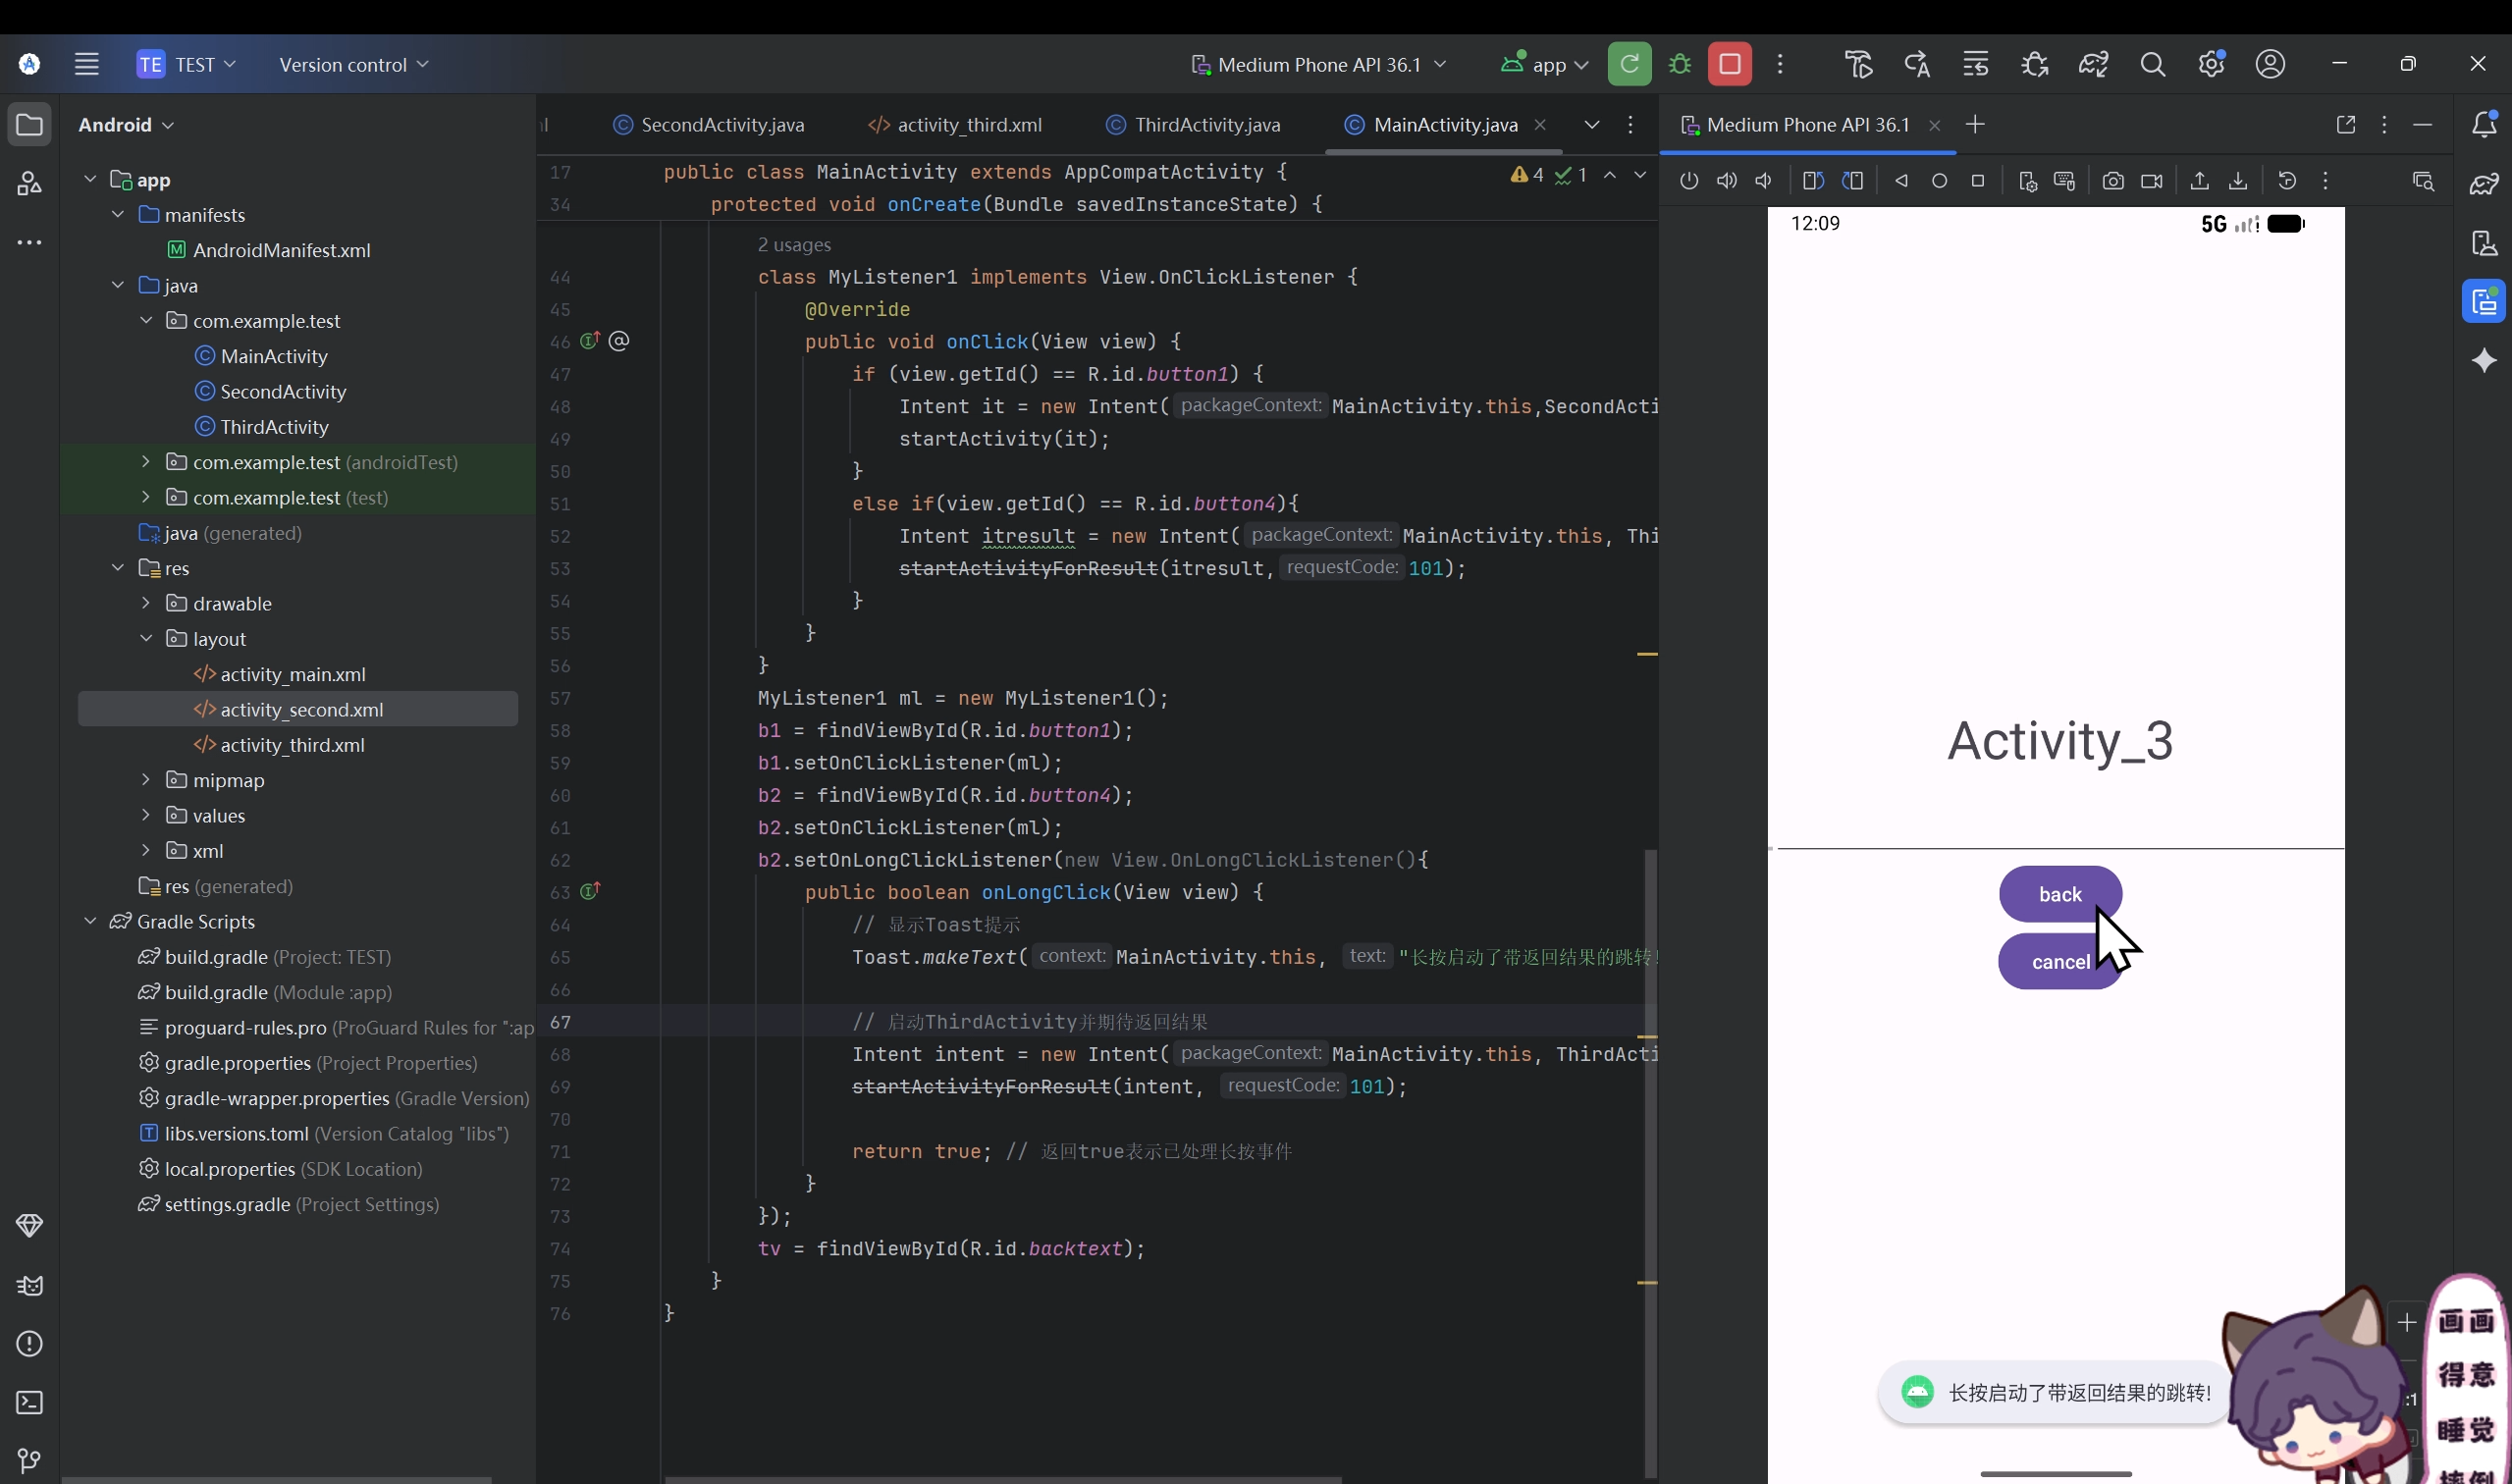 TE TEST Version control Medium Phone API 36.1 app
Android
app
manifests
AndroidManifest.xml
java
com.example.test
MainActivity
SecondActivity
ThirdActivity
com.example.test (androidTest)
com.example.test (test)
java (generated)
res
drawable
layout
activity_main.xml
activity_second.xml
activity_third.xml
mipmap
values
xml
res (generated)
Gradle Scripts
build.gradle (Project: TEST)
build.gradle (Module :app)
proguard-rules.pro (ProGuard Rules for ":ap
gradle.properties (Project Properties)
gradle-wrapper.properties (Gradle Version)
libs.versions.toml (Version Catalog "libs")
local.properties (SDK Location)
settings.gradle (Project Settings)
SecondActivity.java activity_third.xml ThirdActivity.java MainActivity.java
17 public class MainActivity extends AppCompatActivity { 4 1
34 protected void onCreate(Bundle savedInstanceState) {
2 usages
44 class MyListener1 implements View.OnClickListener {
45 @Override
46 public void onClick(View view) {
47 if (view.getId() == R.id.button1) {
48 Intent it = new Intent( packageContext: MainActivity.this,SecondActi
49 startActivity(it);
50 }
51 else if(view.getId() == R.id.button4){
52 Intent itresult = new Intent( packageContext: MainActivity.this, Thi
53 startActivityForResult(itresult, requestCode: 101);
54 }
55 }
56 }
57 MyListener1 ml = new MyListener1();
58 b1 = findViewById(R.id.button1);
59 b1.setOnClickListener(ml);
60 b2 = findViewById(R.id.button4);
61 b2.setOnClickListener(ml);
62 b2.setOnLongClickListener(new View.OnLongClickListener(){
63 public boolean onLongClick(View view) {
64 // 显示Toast提示
65 Toast.makeText( context: MainActivity.this, text: "长按启动了带返回结果的跳转!
66
67 // 启动ThirdActivity并期待返回结果
68 Intent intent = new Intent( packageContext: MainActivity.this, ThirdActi
69 startActivityForResult(intent, requestCode: 101);
70
71 return true; // 返回true表示已处理长按事件
72 }
73 });
74 tv = findViewById(R.id.backtext);
75 }
76 }
Medium Phone API 36.1
12:09 5G
Activity_3
back
cancel
长按启动了带返回结果的跳转!
:1
画画
得意
睡觉